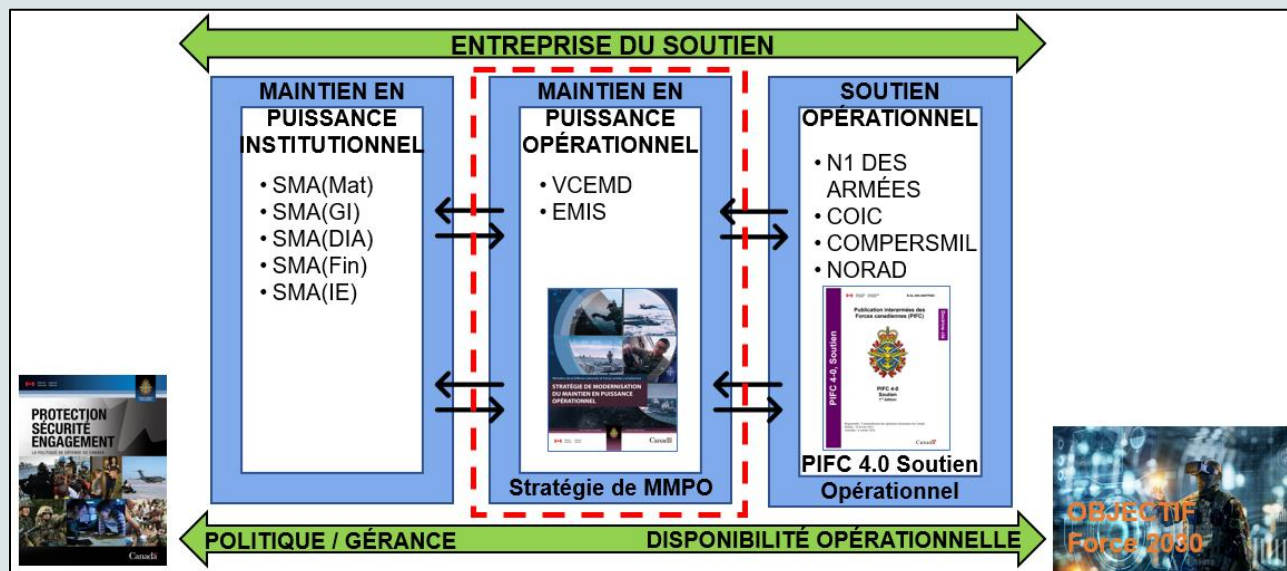 ENTREPRISE DU SOUTIEN
MAINTIEN EN
PUISSANCE
INSTITUTIONNEL
• SMA(Mat)
• SMA(GI)
• SMA(DIA)
• SMA(Fin)
• SMA(IE)
MAINTIEN EN
PUISSANCE
OPÉRATIONNEL
• VCEMD
• EMIS
STRATÉGIE DE MODERNISATION
DU MAINTIEN EN PUISSANCE
OPÉRATIONNEL
Canada
Stratégie de MMPO
SOUTIEN
OPÉRATIONNEL
• N1 DES
ARMÉES
• COIC
• COMPERSMIL
• NORAD
Publication interarmées des
Forces canadiennes (PIFC)
PIFC 4-0, Soutien
PIFC 4-0
Soutien
Canada
PIFC 4.0 Soutien
Opérationnel
PROTECTION
SÉCURITÉ
ENGAGEMENT
LA POLITIQUE DE DÉFENSE DU CANADA
Canada
POLITIQUE / GÉRANCE
DISPONIBILITÉ OPÉRATIONNELLE
OBJECTIF
Force 2030